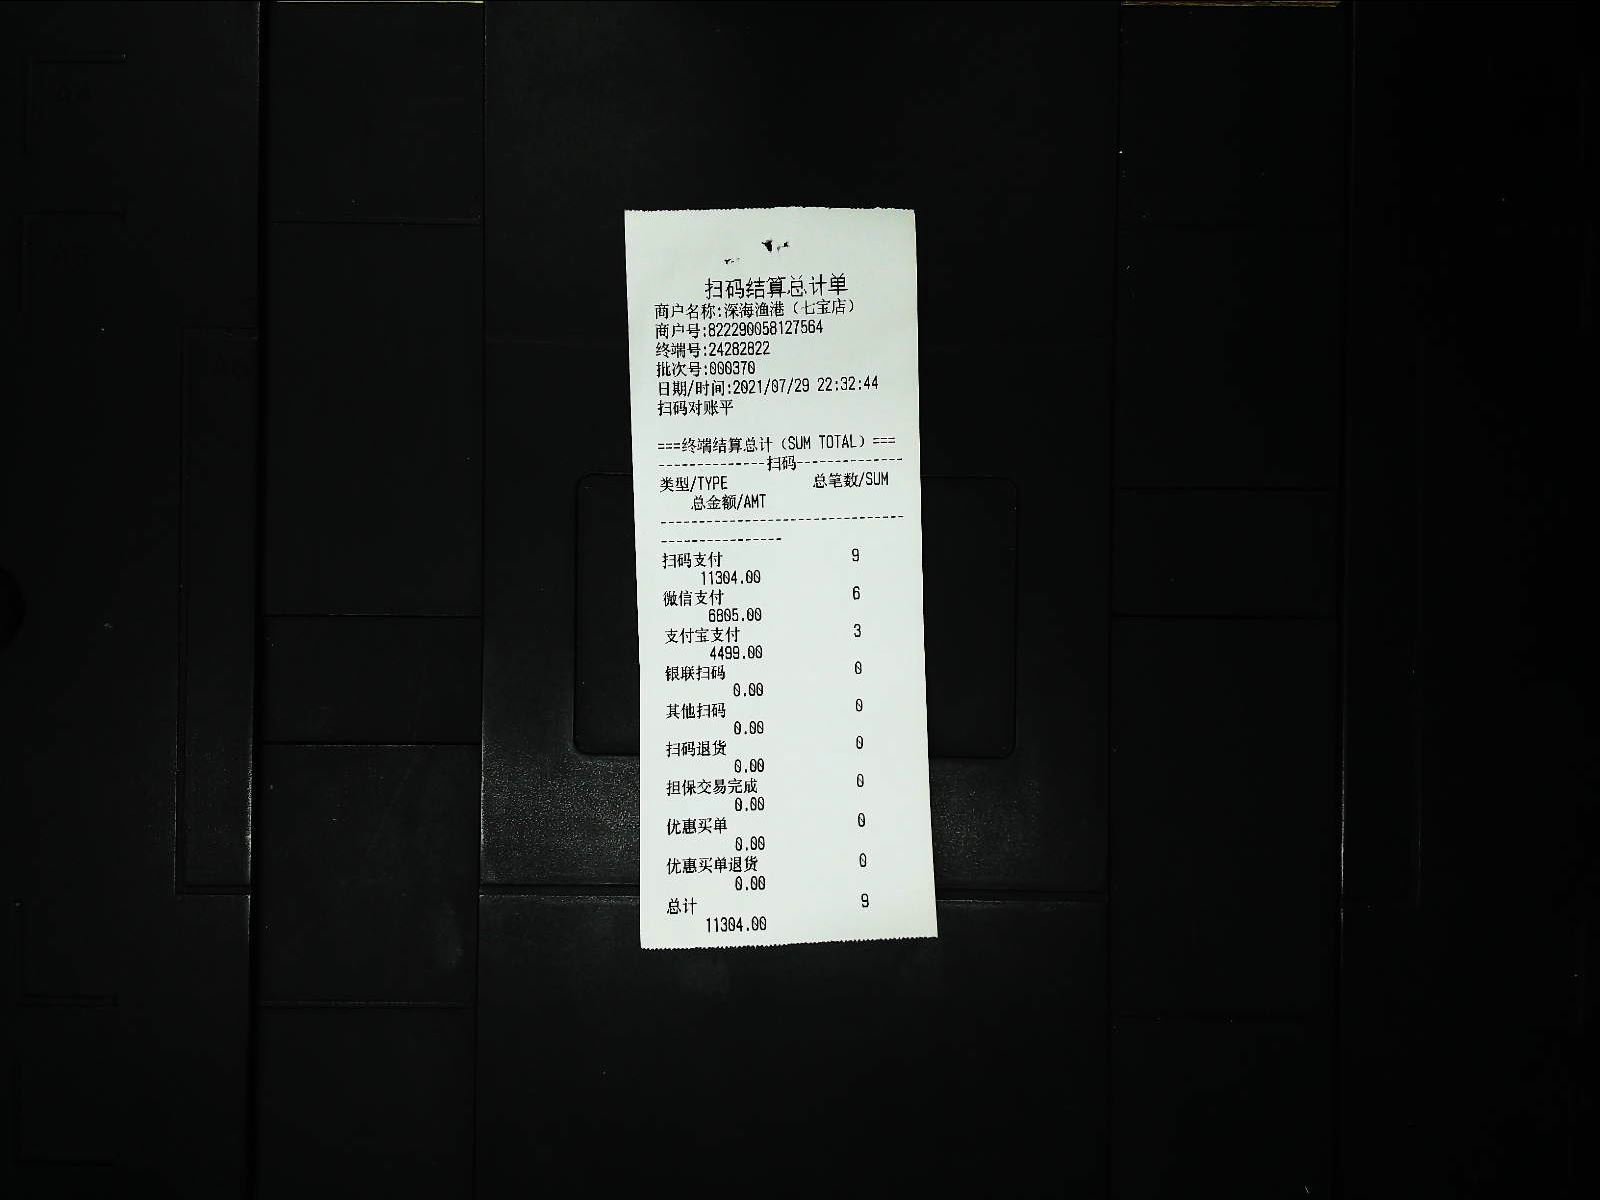 扫码结算总计单
商户名称:深海渔港（七宝店）
商户号:822290058127564
终端号:24282822
批次号:000370
日期/时间:2021/07/29 22:32:44
扫码对账平
===终端结算总计（SUM TOTAL）===
--------------扫码--------------
类型/TYPE 总笔数/SUM
总金额/AMT
--------------------------------
----------------
扫码支付 9
11304.00
微信支付 6
6805.00
支付宝支付 3
4499.00
银联扫码 0
0.00
其他扫码 0
0.00
扫码退货 0
0.00
担保交易完成 0
0.00
优惠买单 0
0.00
优惠买单退货 0
0.00
总计 9
11304.00